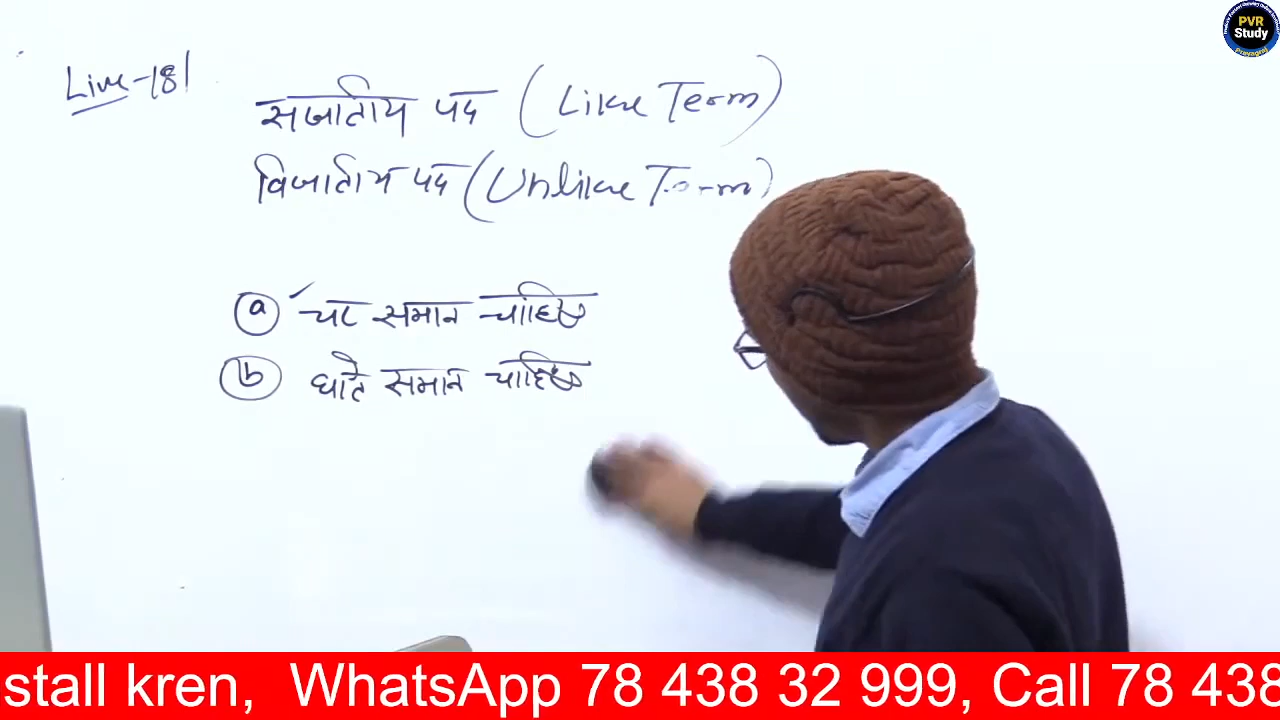 Live-181
सजातीय पद (Like Term)
विजातीय पद (Unlike Term)
a चर समान चाहिए
b घाते समान चाहिए
PVR
Study
Prayagraj
stall kren, WhatsApp 78 438 32 999, Call 78 438